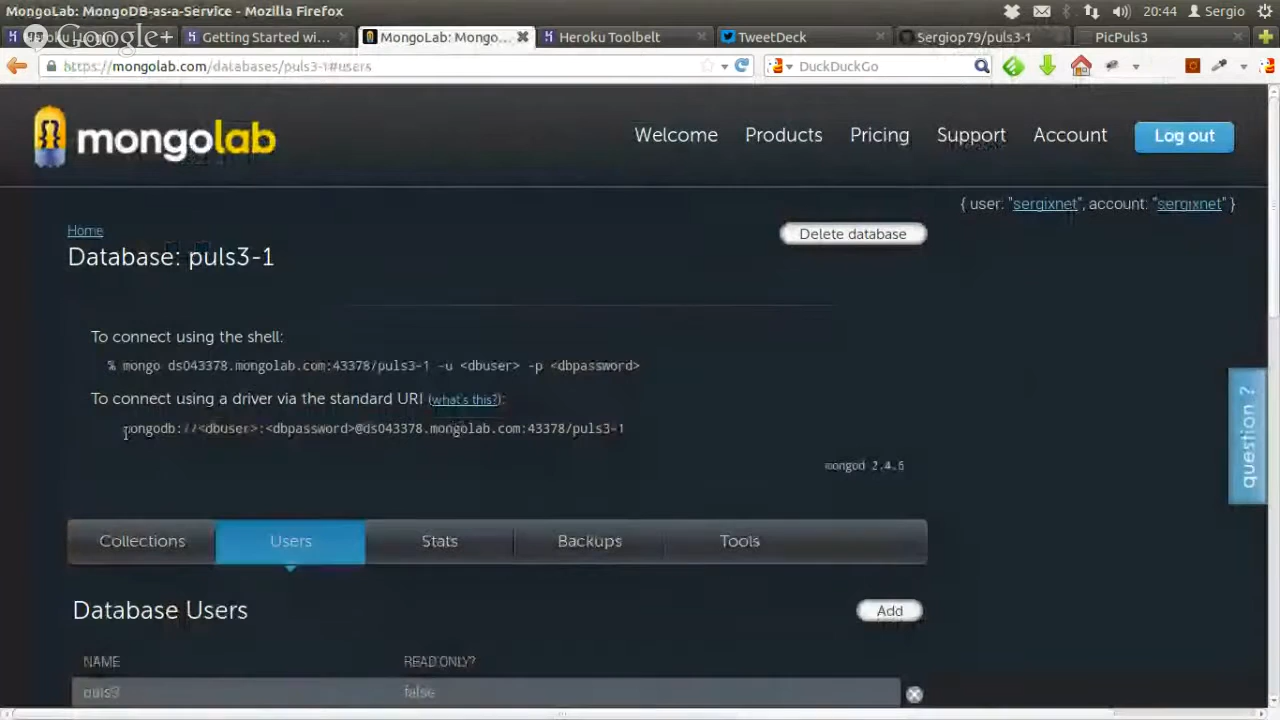 MongoLab: MongoDB-as-a-Service - Mozilla Firefox
20:44
Sergio
Google+
Getting Started wi...
MongoLab: Mongo...
Heroku Toolbelt
TweetDeck
Sergiop79/puls3-1
PicPuls3
https://mongolab.com/databases/puls3-1#users
DuckDuckGo
mongolab
Welcome
Products
Pricing
Support
Account
Log out
{ user: "sergixnet", account: "sergixnet" }
Home
Delete database
Database: puls3-1
To connect using the shell:
% mongo ds043378.mongolab.com:43378/puls3-1 -u <dbuser> -p <dbpassword>
To connect using a driver via the standard URI (what's this?):
mongodb://<dbuser>:<dbpassword>@ds043378.mongolab.com:43378/puls3-1
mongod 2.4.6
question ?
Collections
Users
Stats
Backups
Tools
Database Users
Add
NAME
READ ONLY?
puls3
false